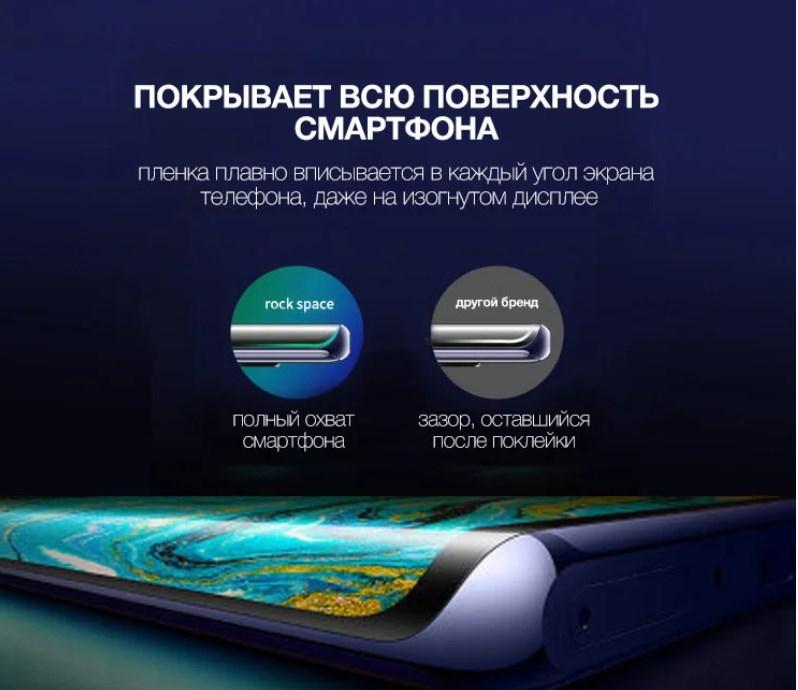 ПОКРЫВАЕТ ВСЮ ПОВЕРХНОСТЬ
СМАРТФОНА
пленка плавно вписывается в каждый угол экрана
телефона, даже на изогнутом дисплее
rock space
другой бренд
полный охват
смартфона
зазор, оставшийся
после поклейки